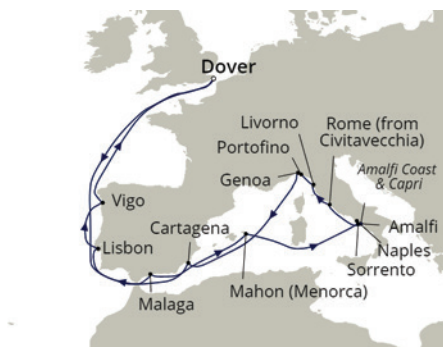 Dover
Livorno
Rome (from
Civitavecchia)
Portofino
Genoa
Amalfi Coast
& Capri
Vigo
Cartagena
Amalfi
Lisbon
Naples
Sorrento
Malaga
Mahon (Menorca)